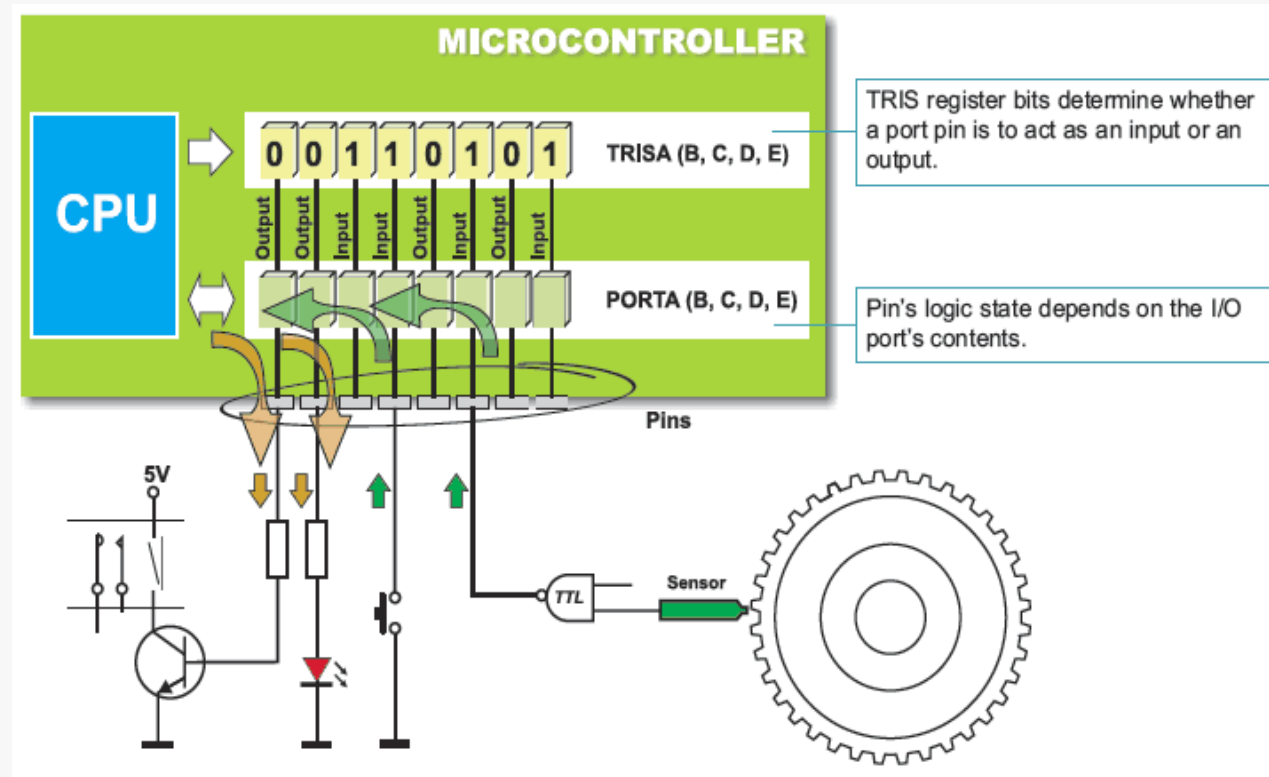 MICROCONTROLLER
CPU
0 0 1 1 0 1 0 1
TRISA (B, C, D, E)
TRIS register bits determine whether
a port pin is to act as an input or an
output.
Output
Output
Input
Input
Output
Input
Output
Input
PORTA (B, C, D, E)
Pin's logic state depends on the I/O
port's contents.
Pins
5V
TTL
Sensor